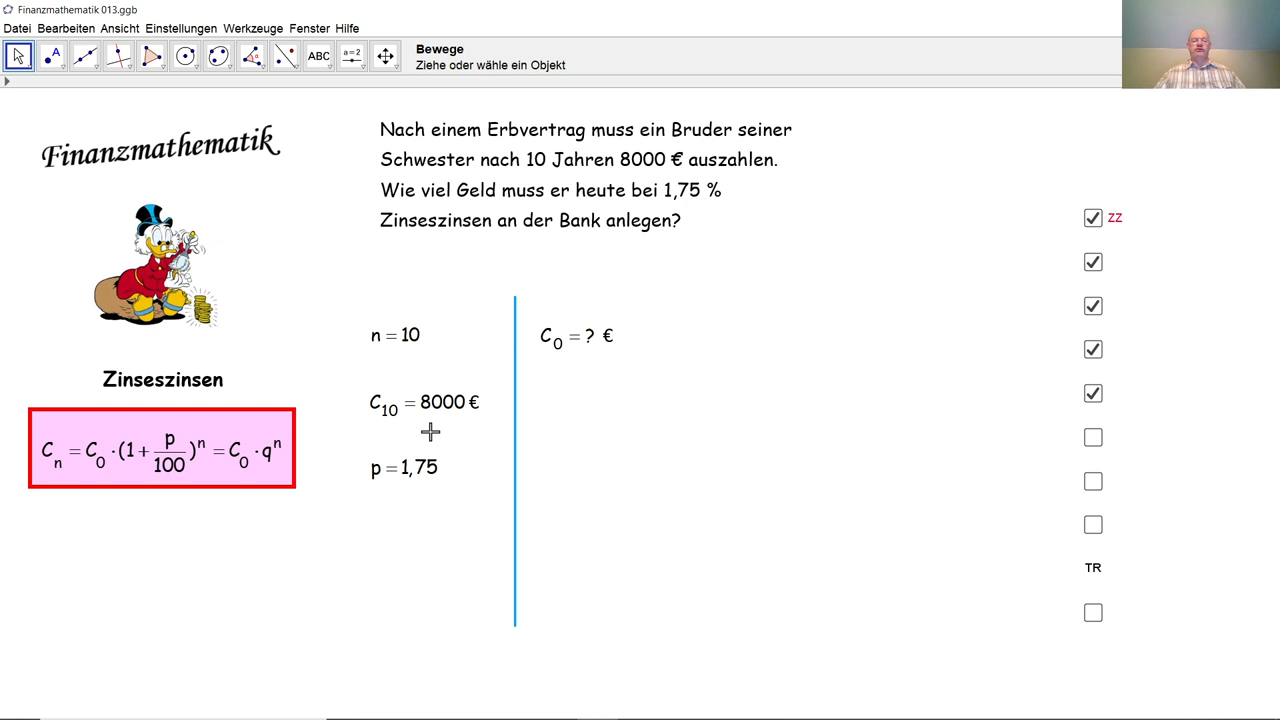 Finanzmathematik 013.ggb
Datei Bearbeiten Ansicht Einstellungen Werkzeuge Fenster Hilfe
A ABC a=2
Bewege
Ziehe oder wähle ein Objekt
Finanzmathematik
Nach einem Erbvertrag muss ein Bruder seiner
Schwester nach 10 Jahren 8000 € auszahlen.
Wie viel Geld muss er heute bei 1,75 %
Zinseszinsen an der Bank anlegen?
ZZ
n = 10
C₀ = ? €
Zinseszinsen
C₁₀ = 8000 €
Cₙ = C₀ · (1 + p/100)ⁿ = C₀ · qⁿ
p = 1,75
TR